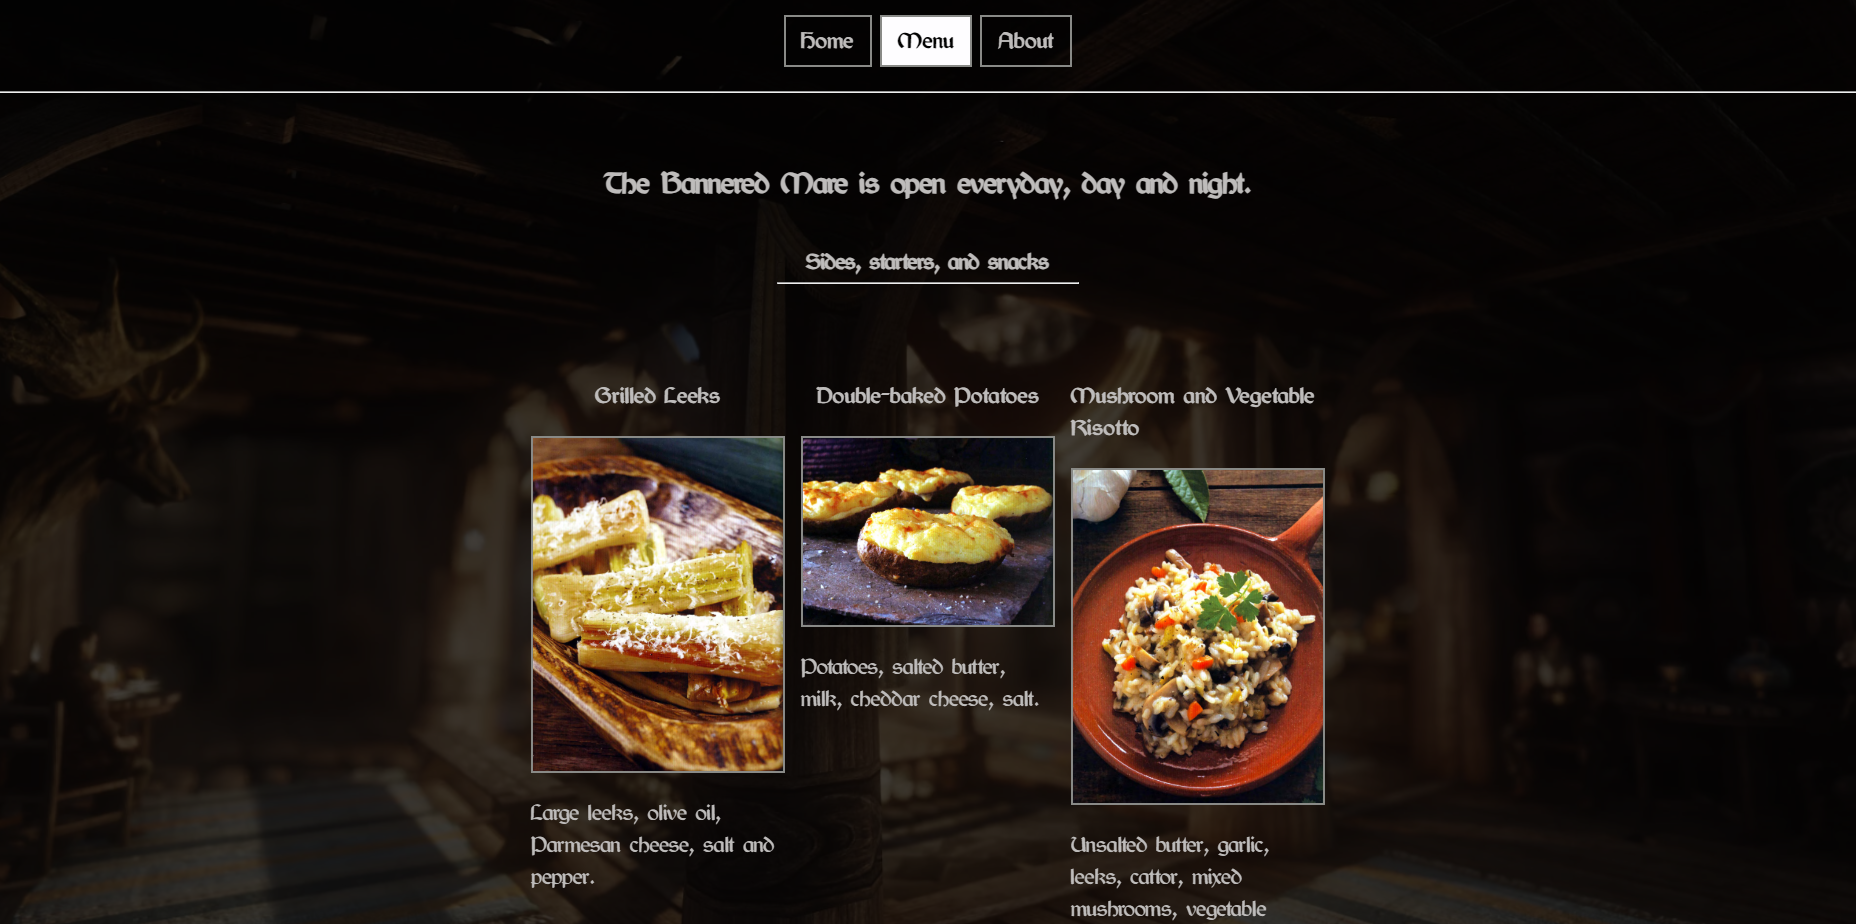 Home
Menu
About
The Bannered Mare is open everyday, day and night.
Sides, starters, and snacks
Grilled Leeks
Double-baked Potatoes
Mushroom and Vegetable
Risotto
Potatoes, salted butter,
milk, cheddar cheese, salt.
Large leeks, olive oil,
Parmesan cheese, salt and
pepper.
Unsalted butter, garlic,
leeks, cattor, mixed
mushrooms, vegetable